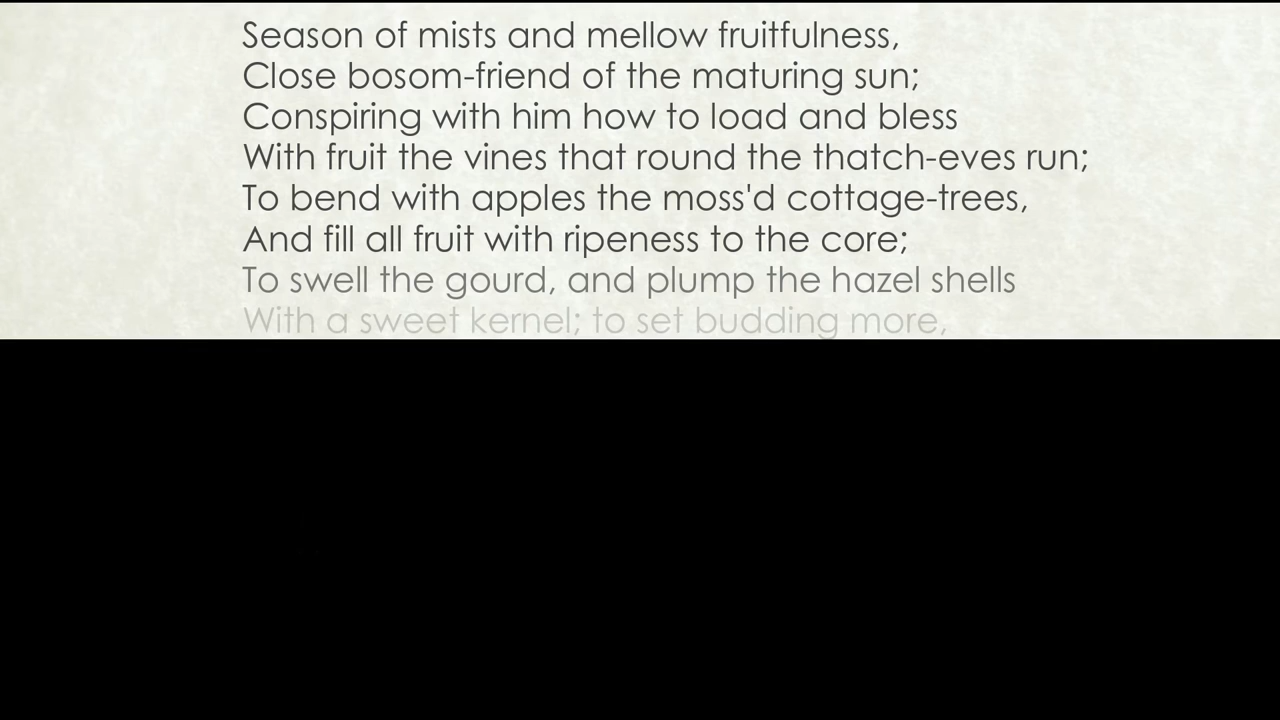 Season of mists and mellow fruitfulness,
Close bosom-friend of the maturing sun;
Conspiring with him how to load and bless
With fruit the vines that round the thatch-eves run;
To bend with apples the moss'd cottage-trees,
And fill all fruit with ripeness to the core;
To swell the gourd, and plump the hazel shells
With a sweet kernel; to set budding more,